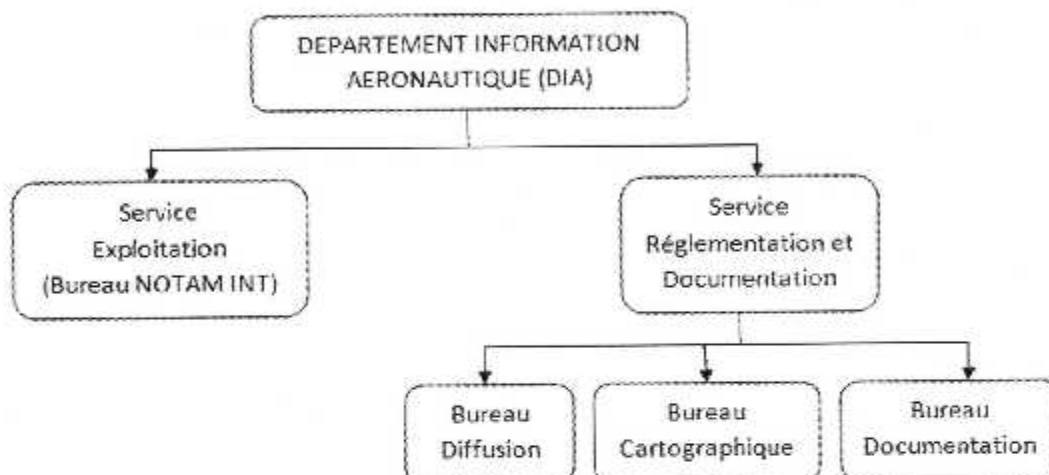 DEPARTEMENT INFORMATION
AERONAUTIQUE (DIA)
Service
Exploitation
(Bureau NOTAM INT)
Service
Réglementation et
Documentation
Bureau
Diffusion
Bureau
Cartographique
Bureau
Documentation